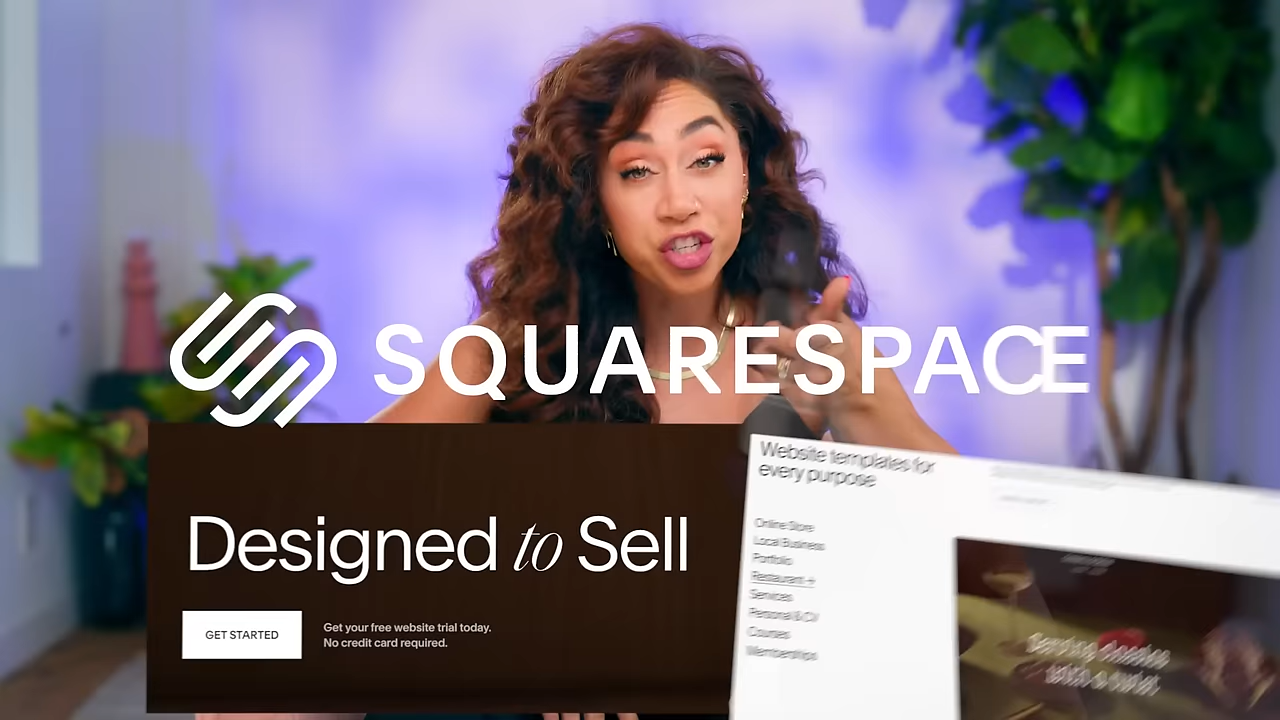 SQUARESPACE
Designed to Sell
GET STARTED
Get your free website trial today.
No credit card required.
Website templates for
every purpose
Online Store
Local Business
Portfolio
Restaurant
Services
Personal & CV
Courses
Memberships